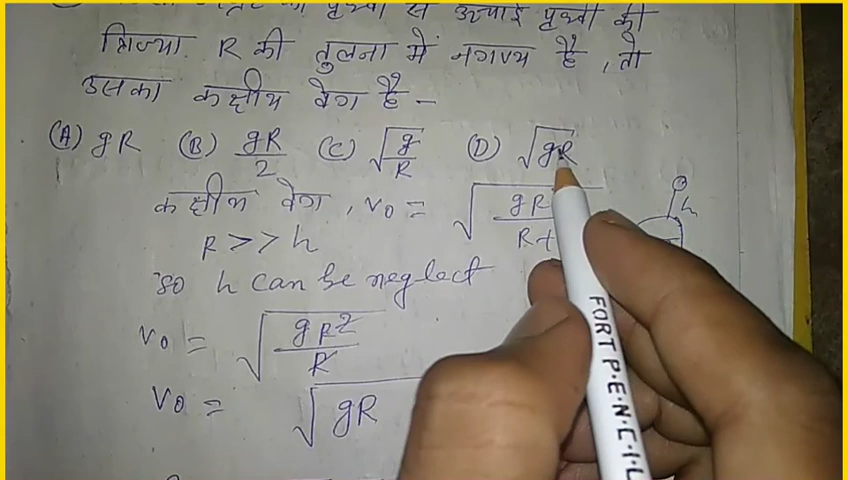 पृथ्वी से ऊंचाई पृथ्वी की
त्रिज्या R की तुलना में नगण्य है, तो
उसका कक्षीय वेग है -
(A) gR (B) gR/2 (C) √g/R (D) √gR
कक्षीय वेग, v₀ = √gR / R+
h
R >> h
so h can be neglect
v₀ = √gR²/R
v₀ = √gR
FORT P.E.N.C.I.L